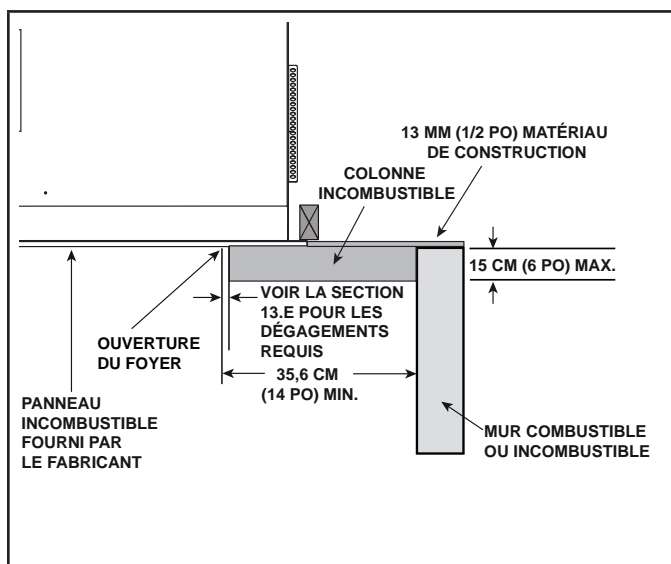 13 MM (1/2 PO) MATÉRIAU
DE CONSTRUCTION
COLONNE
INCOMBUSTIBLE
15 CM (6 PO) MAX.
VOIR LA SECTION
13.E POUR LES
DÉGAGEMENTS
REQUIS
OUVERTURE
DU FOYER
35,6 CM
(14 PO) MIN.
PANNEAU
INCOMBUSTIBLE
FOURNI PAR
LE FABRICANT
MUR COMBUSTIBLE
OU INCOMBUSTIBLE